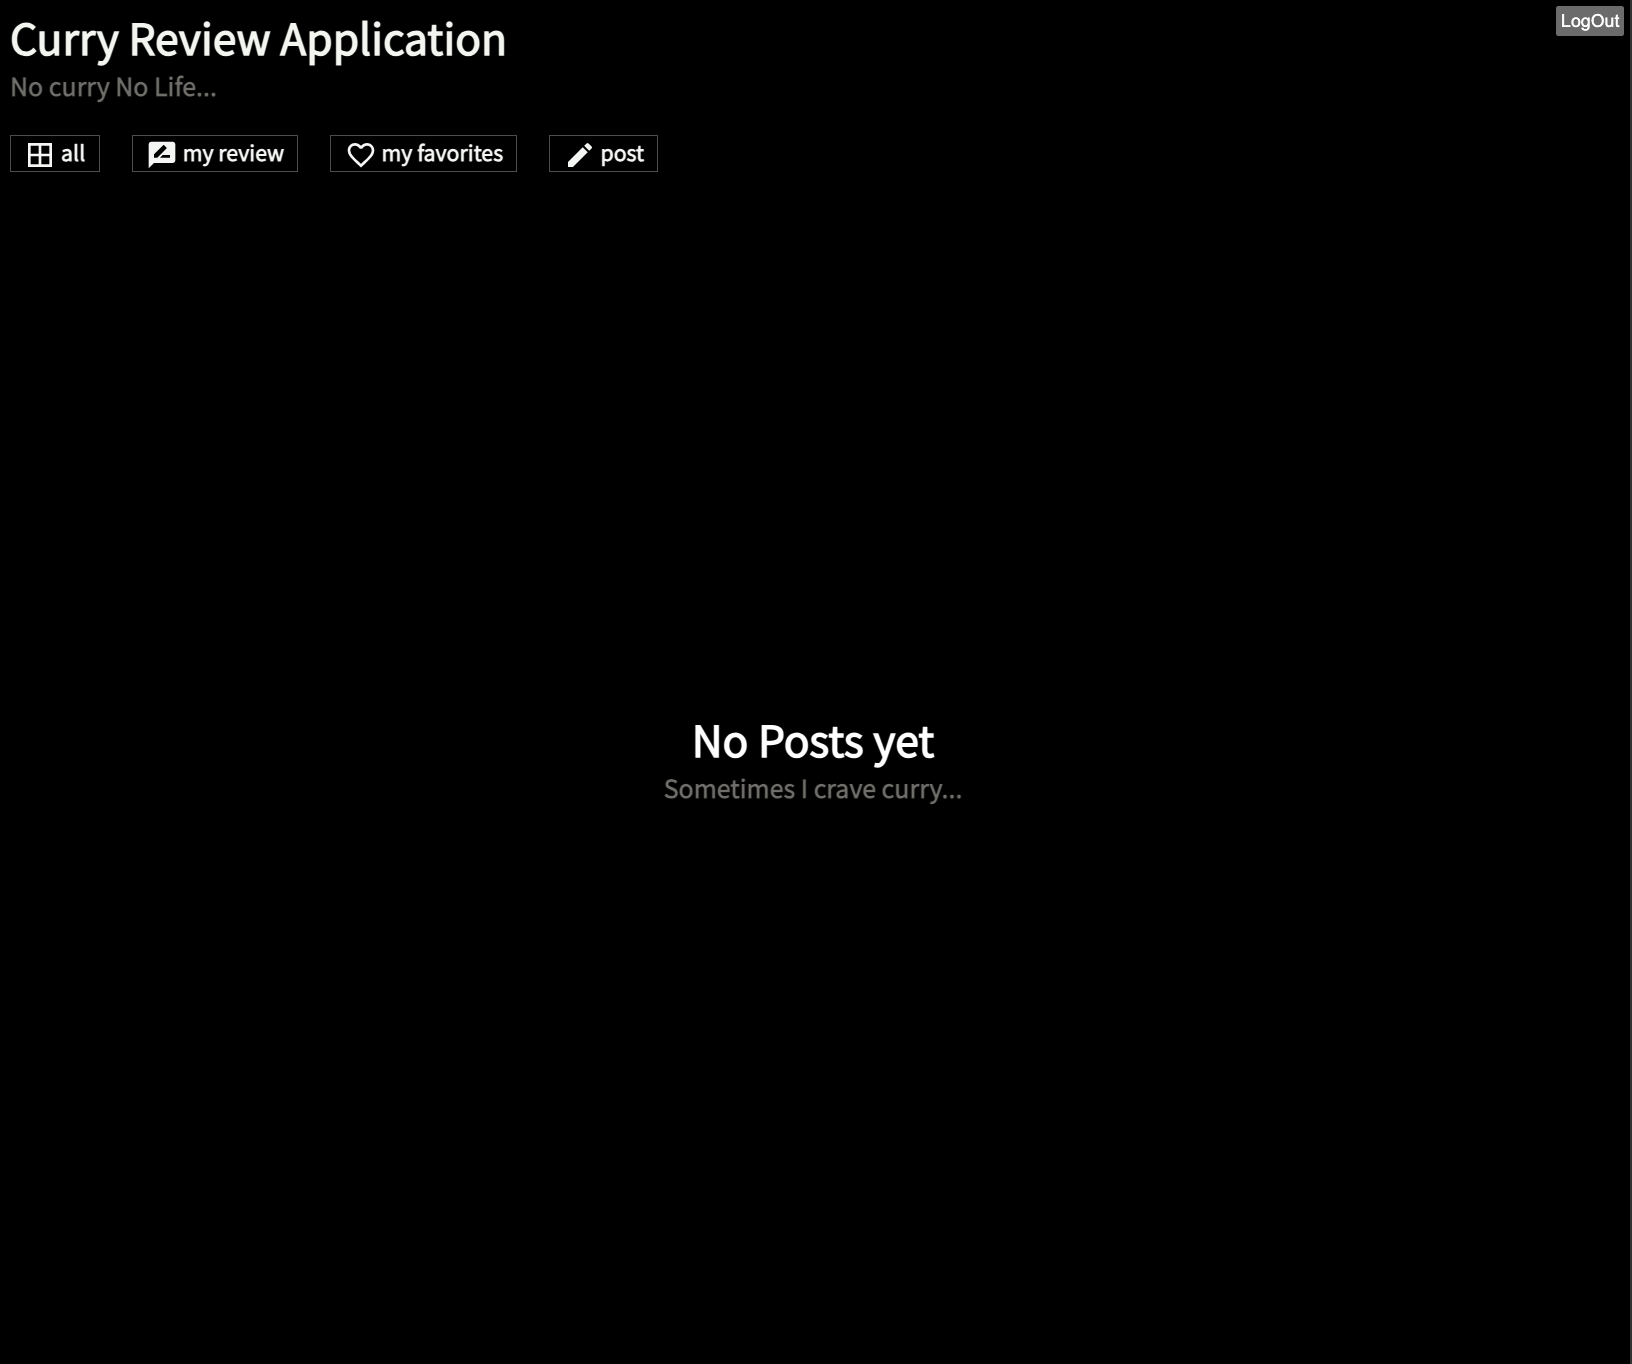 Curry Review Application
LogOut
No curry No Life...
all
my review
my favorites
post
No Posts yet
Sometimes I crave curry...